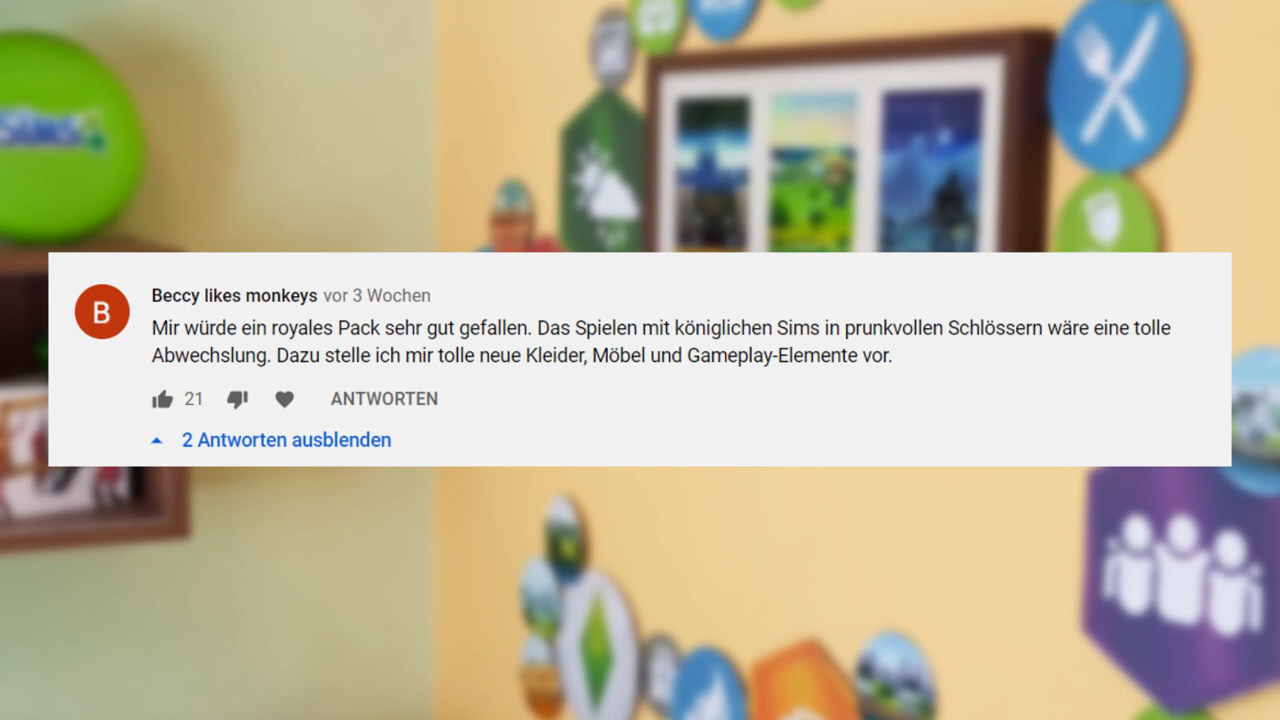 Sims 4
B
Beccy likes monkeys vor 3 Wochen
Mir würde ein royales Pack sehr gut gefallen. Das Spielen mit königlichen Sims in prunkvollen Schlössern wäre eine tolle
Abwechslung. Dazu stelle ich mir tolle neue Kleider, Möbel und Gameplay-Elemente vor.
21 ANTWORTEN
2 Antworten ausblenden